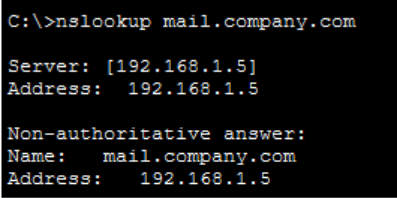 C:\>nslookup mail.company.com
Server: [192.168.1.5]
Address:  192.168.1.5
Non-authoritative answer:
Name:   mail.company.com
Address:   192.168.1.5